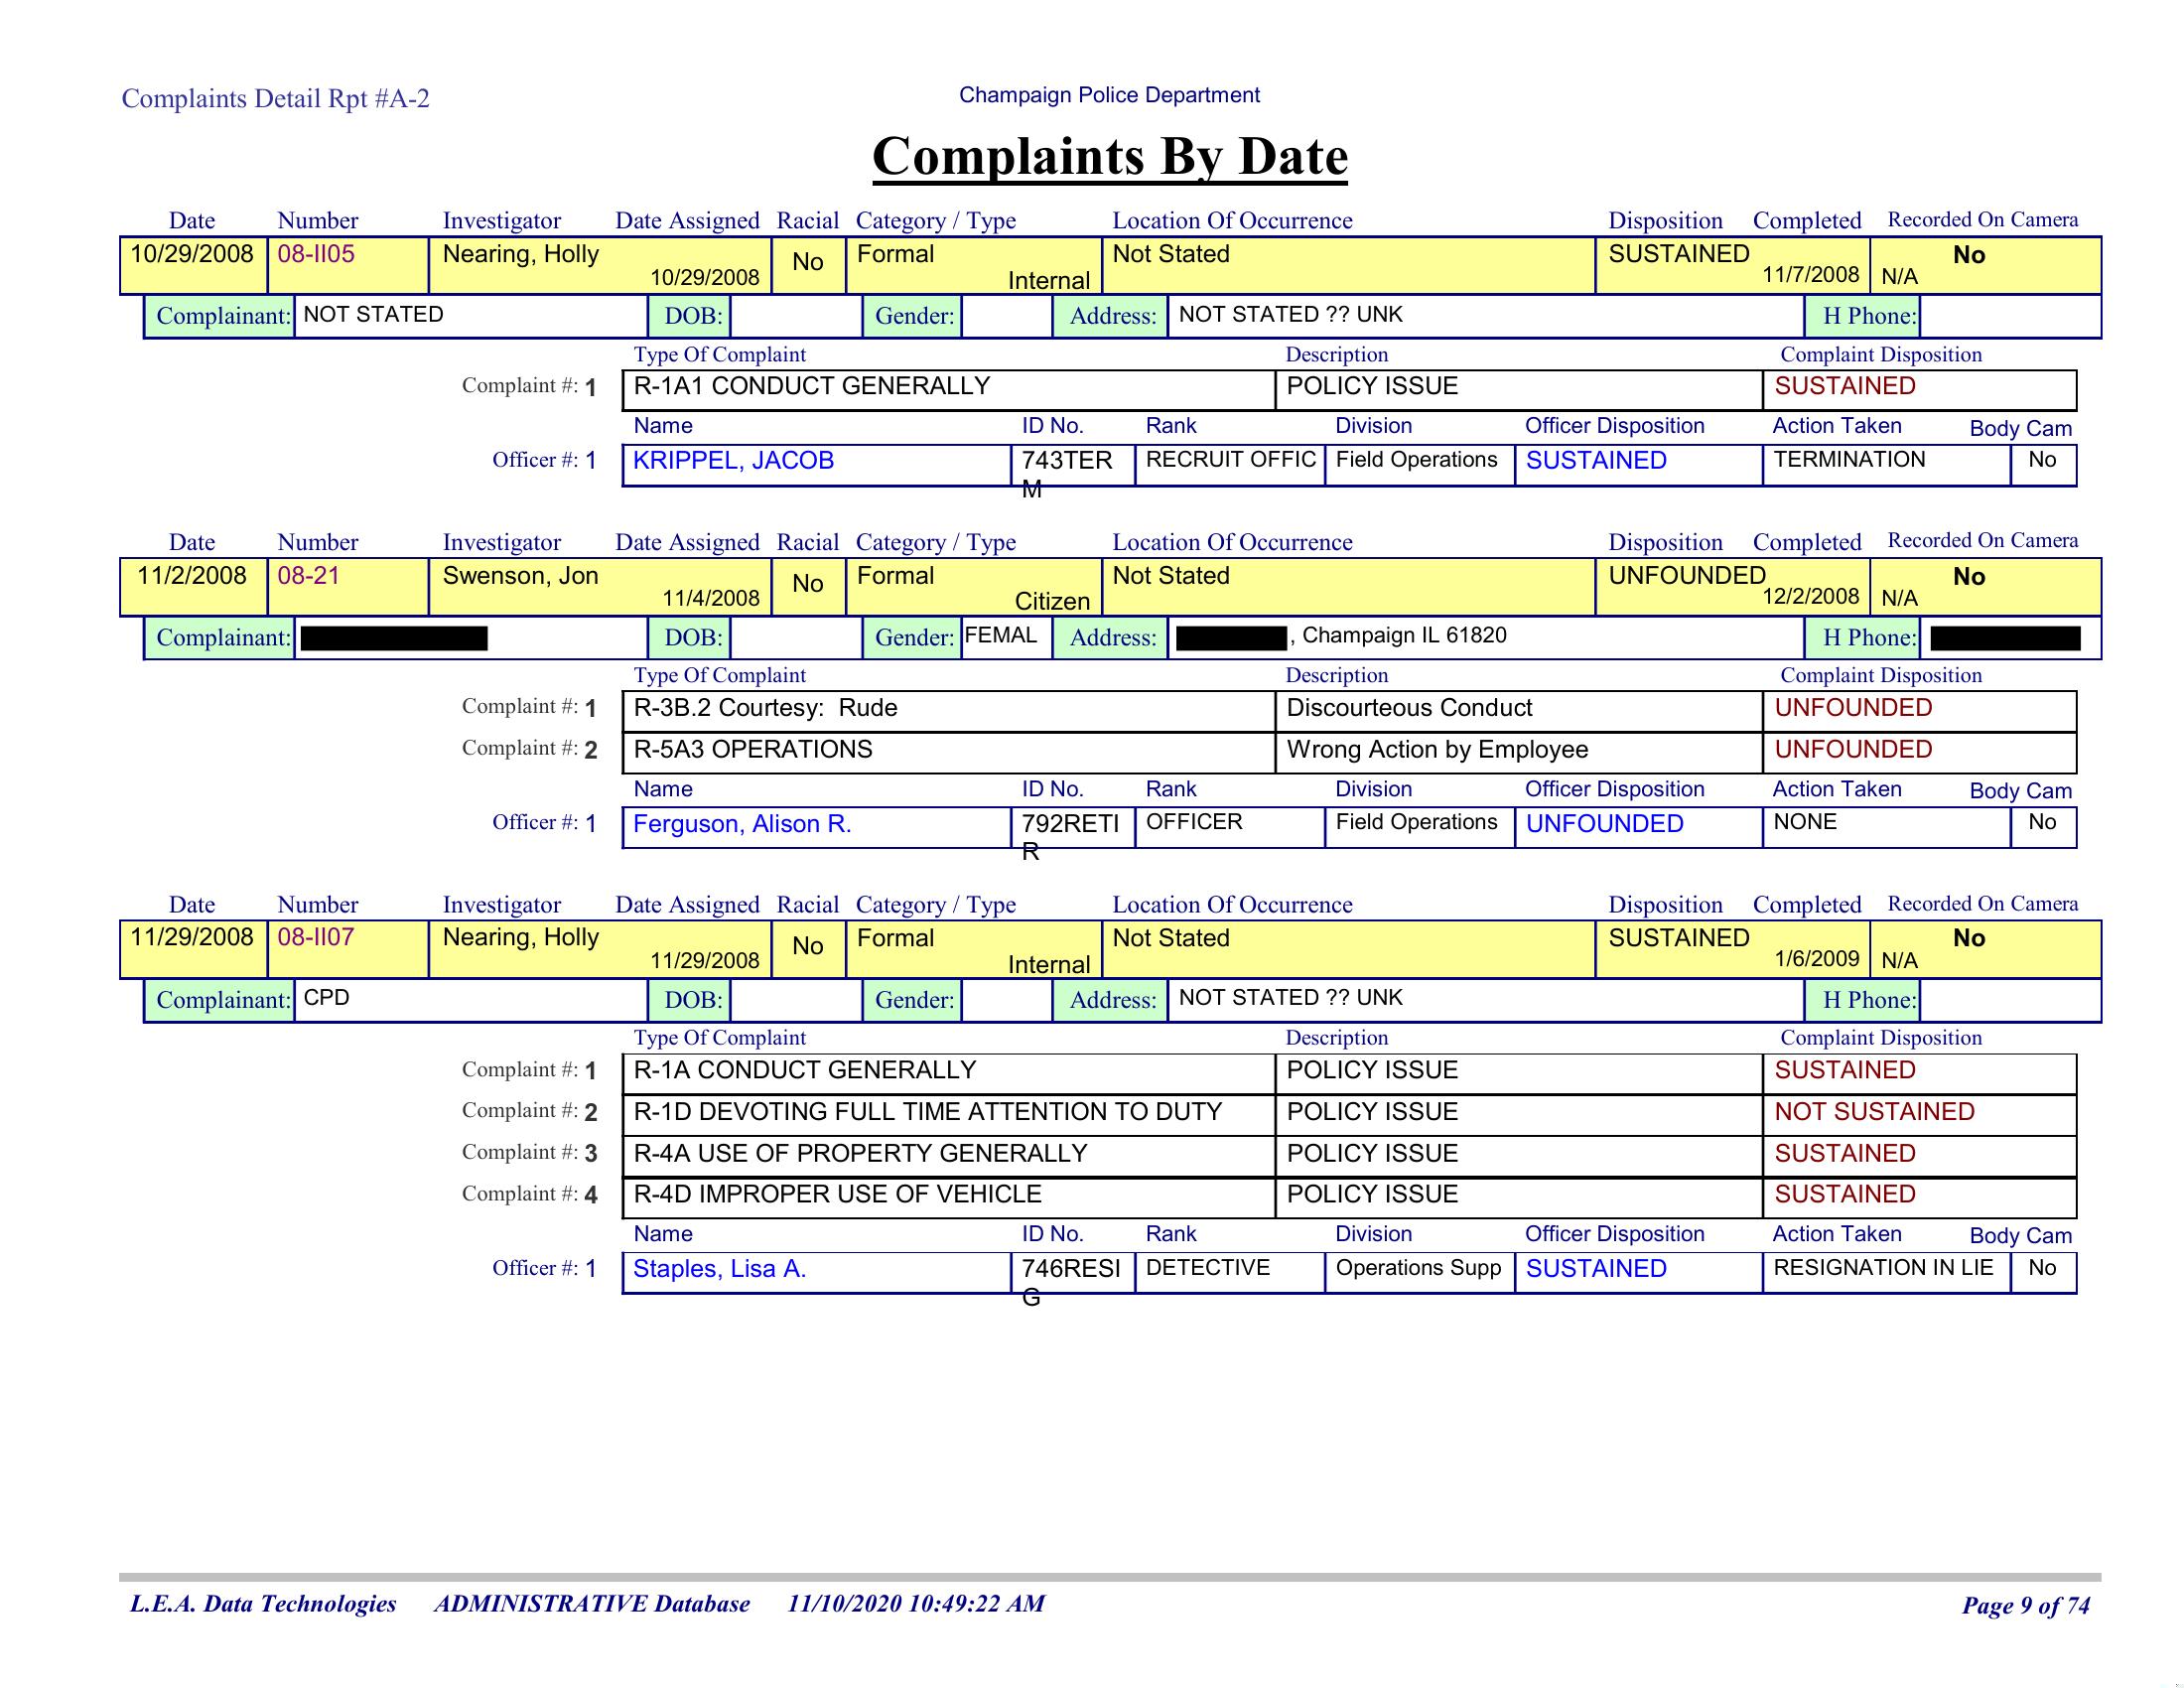 Complaints Detail Rpt #A-2
Champaign Police Department
Complaints By Date
Date Number Investigator Date Assigned Racial Category / Type Location Of Occurrence Disposition Completed Recorded On Camera
10/29/2008 08-II05 Nearing, Holly 10/29/2008 No Formal Internal Not Stated SUSTAINED 11/7/2008 N/A No
Complainant: NOT STATED DOB: Gender: Address: NOT STATED ?? UNK H Phone:
Type Of Complaint Description Complaint Disposition
Complaint #: 1 R-1A1 CONDUCT GENERALLY POLICY ISSUE SUSTAINED
Name ID No. Rank Division Officer Disposition Action Taken Body Cam
Officer #: 1 KRIPPEL, JACOB 743TER RECRUIT OFFIC Field Operations SUSTAINED TERMINATION No
M
Date Number Investigator Date Assigned Racial Category / Type Location Of Occurrence Disposition Completed Recorded On Camera
11/2/2008 08-21 Swenson, Jon 11/4/2008 No Formal Citizen Not Stated UNFOUNDED 12/2/2008 N/A No
Complainant: DOB: Gender: FEMAL Address: , Champaign IL 61820 H Phone:
Type Of Complaint Description Complaint Disposition
Complaint #: 1 R-3B.2 Courtesy: Rude Discourteous Conduct UNFOUNDED
Complaint #: 2 R-5A3 OPERATIONS Wrong Action by Employee UNFOUNDED
Name ID No. Rank Division Officer Disposition Action Taken Body Cam
Officer #: 1 Ferguson, Alison R. 792RETI OFFICER Field Operations UNFOUNDED NONE No
R
Date Number Investigator Date Assigned Racial Category / Type Location Of Occurrence Disposition Completed Recorded On Camera
11/29/2008 08-II07 Nearing, Holly 11/29/2008 No Formal Internal Not Stated SUSTAINED 1/6/2009 N/A No
Complainant: CPD DOB: Gender: Address: NOT STATED ?? UNK H Phone:
Type Of Complaint Description Complaint Disposition
Complaint #: 1 R-1A CONDUCT GENERALLY POLICY ISSUE SUSTAINED
Complaint #: 2 R-1D DEVOTING FULL TIME ATTENTION TO DUTY POLICY ISSUE NOT SUSTAINED
Complaint #: 3 R-4A USE OF PROPERTY GENERALLY POLICY ISSUE SUSTAINED
Complaint #: 4 R-4D IMPROPER USE OF VEHICLE POLICY ISSUE SUSTAINED
Name ID No. Rank Division Officer Disposition Action Taken Body Cam
Officer #: 1 Staples, Lisa A. 746RESI DETECTIVE Operations Supp SUSTAINED RESIGNATION IN LIE No
G
L.E.A. Data Technologies ADMINISTRATIVE Database 11/10/2020 10:49:22 AM Page 9 of 74